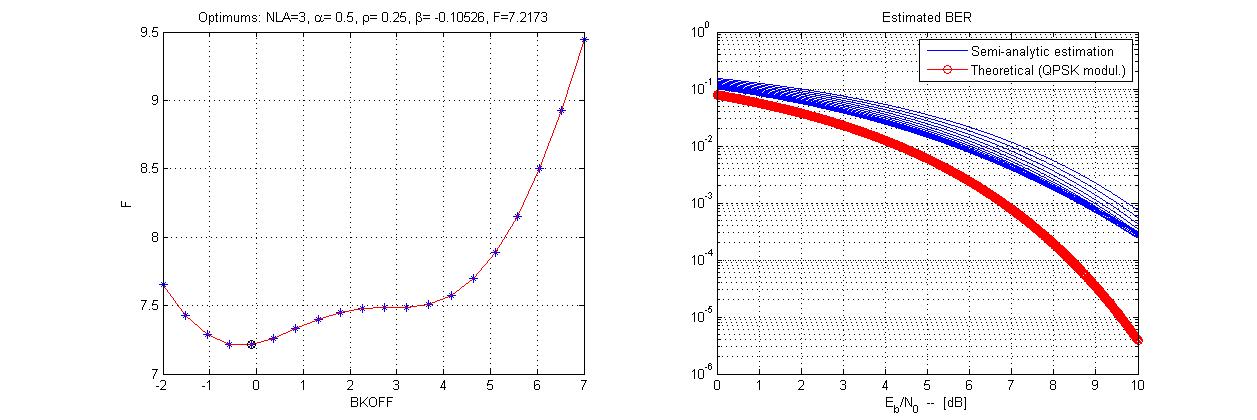 Optimums: NLA=3, α= 0.5, ρ= 0.25, β= -0.10526, F=7.2173
9.5
9
8.5
8
7.5
7
F
-2 -1 0 1 2 3 4 5 6 7
BKOFF
Estimated BER
Semi-analytic estimation
Theoretical (QPSK modul.)
10^0
10^-1
10^-2
10^-3
10^-4
10^-5
10^-6
0 1 2 3 4 5 6 7 8 9 10
E_b/N_0 -- [dB]